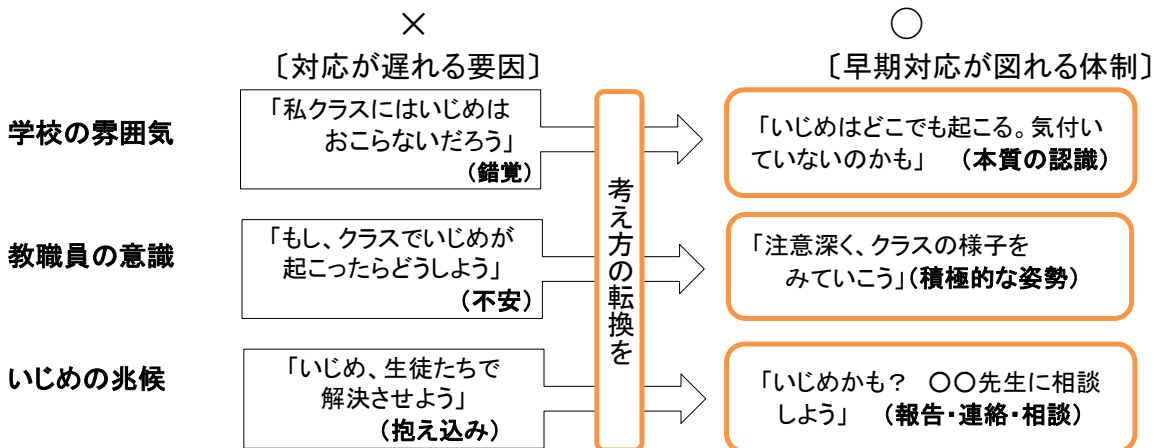 ×
○
〔対応が遅れる要因〕
〔早期対応が図れる体制〕
学校の雰囲気
「私クラスにはいじめは
おこらないだろう」
(錯覚)
「いじめはどこでも起こる。気付い
ていないのかも」 (本質の認識)
考え方の転換を
教職員の意識
「もし、クラスでいじめが
起こったらどうしよう」
(不安)
「注意深く、クラスの様子を
みていこう」(積極的な姿勢)
いじめの兆候
「いじめ、生徒たちで
解決させよう」
(抱え込み)
「いじめかも? 〇〇先生に相談
しよう」 (報告・連絡・相談)